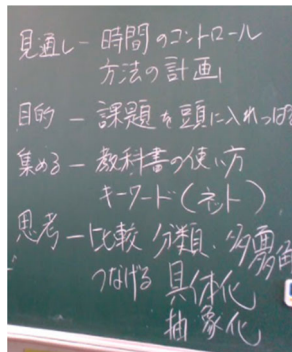 見通し－時間のコントロール
方法の計画
目的－課題を頭に入れっぱ
集める－教科書の使い方
キーワード(ネット)
思考－比較 分類、多面 多角
つなげる 具体化
抽象化